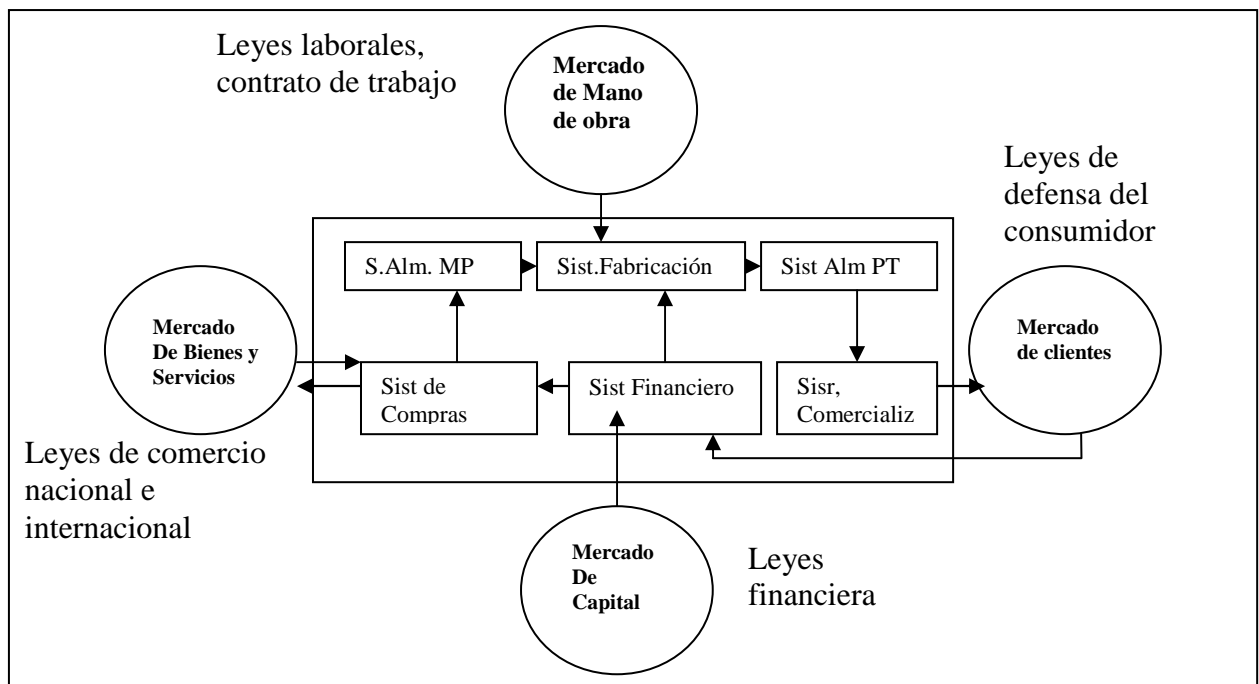 Leyes laborales,
contrato de trabajo
Mercado
de Mano
de obra
Leyes de
defensa del
consumidor
S.Alm. MP
Sist.Fabricación
Sist Alm PT
Mercado
De Bienes y
Servicios
Sist de
Compras
Sist Financiero
Sisr,
Comercializ
Mercado
de clientes
Leyes de comercio
nacional e
internacional
Mercado
De
Capital
Leyes
financiera